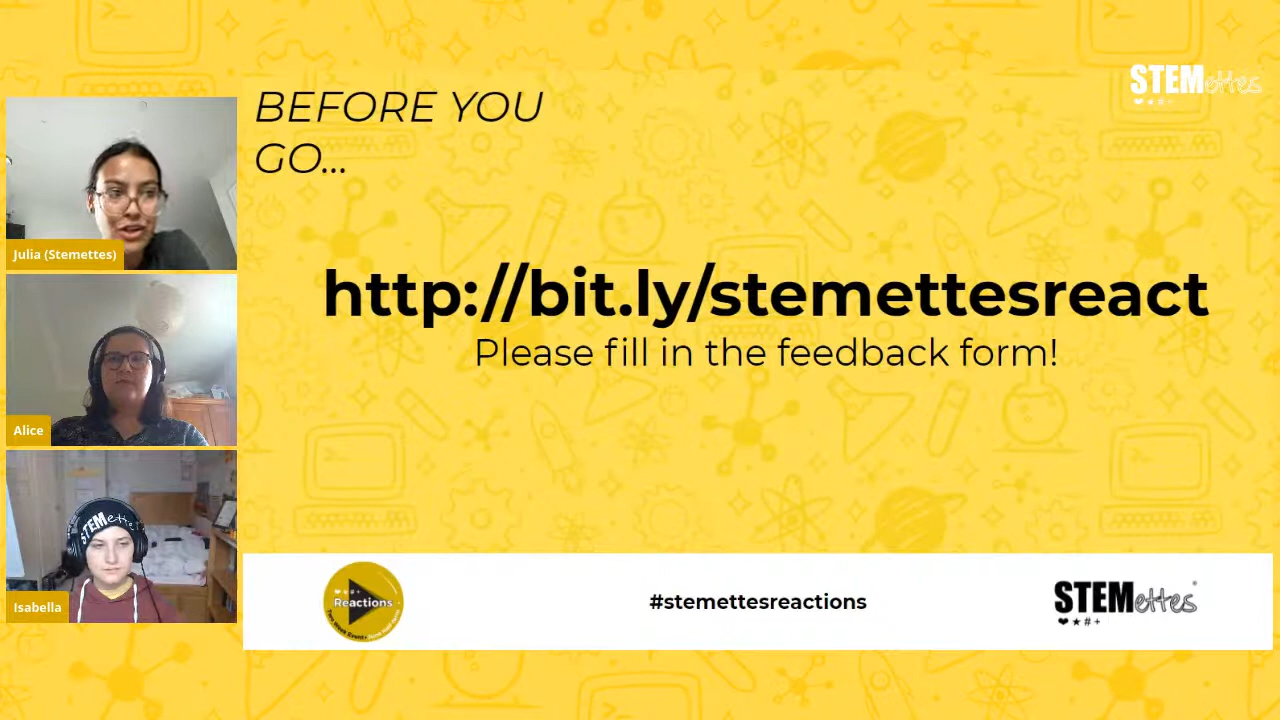 STEMettes
BEFORE YOU
GO...
http://bit.ly/stemettesreact
Please fill in the feedback form!
Julia (Stemettes)
Alice
STEMettes
Isabella
Reactions
#stemettesreactions
STEMettes